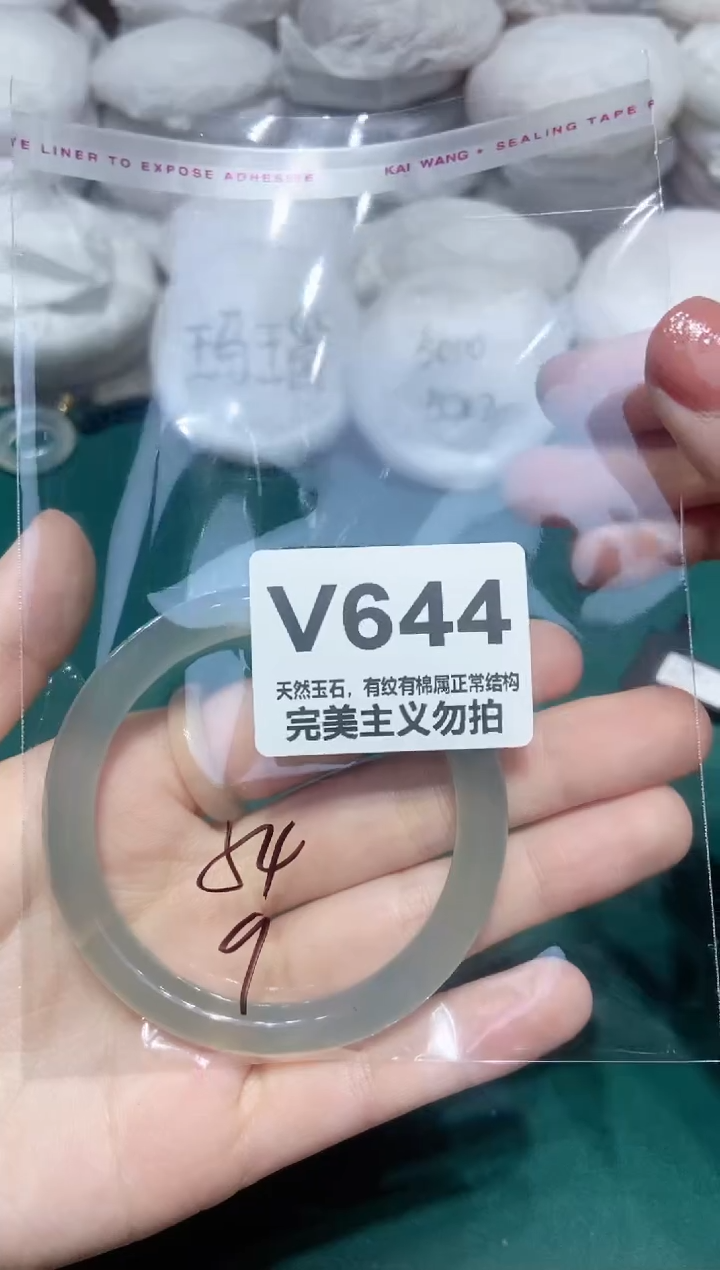 YE LINER TO EXPOSE ADHESIVE KAI WANG • SEALING TAPE P
玛瑙
V644
天然玉石，有纹有棉属正常结构
完美主义勿拍
54
9